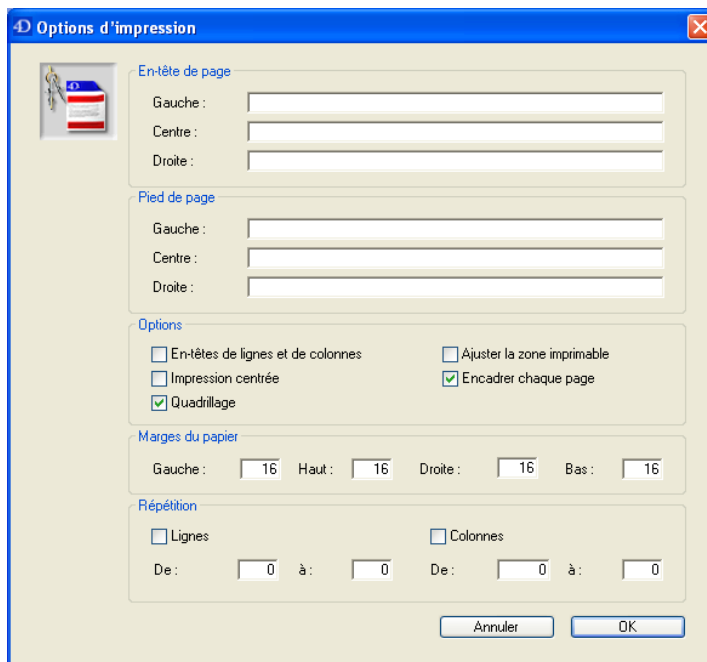 4D Options d'impression
En-tête de page
Gauche :
Centre :
Droite :
Pied de page
Gauche :
Centre :
Droite :
Options
En-têtes de lignes et de colonnes Ajuster la zone imprimable
Impression centrée Encadrer chaque page
Quadrillage
Marges du papier
Gauche : 16 Haut : 16 Droite : 16 Bas : 16
Répétition
Lignes Colonnes
De : 0 à : 0 De : 0 à : 0
Annuler OK